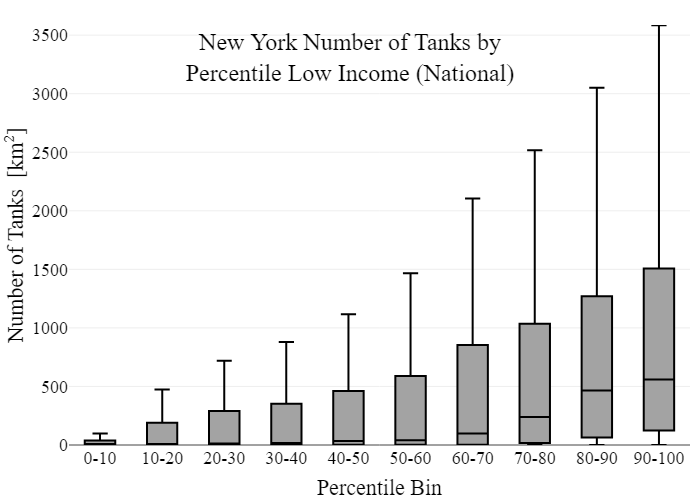 New York Number of Tanks by
Percentile Low Income (National)
Number of Tanks [km²]
3500
3000
2500
2000
1500
1000
500
0
0-10 10-20 20-30 30-40 40-50 50-60 60-70 70-80 80-90 90-100
Percentile Bin